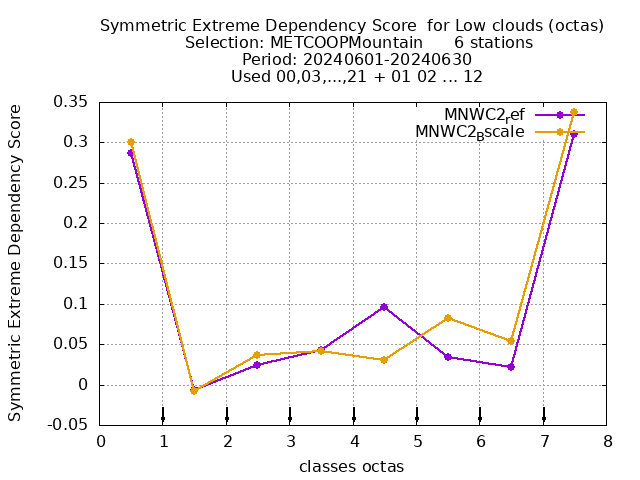 Symmetric Extreme Dependency Score  for Low clouds (octas)
Selection: METCOOPMountain      6 stations
Period: 20240601-20240630
Used 00,03,...,21 + 01 02 ... 12
MNWC2ref
MNWC2Bscale
Symmetric Extreme Dependency Score
0.35
0.3
0.25
0.2
0.15
0.1
0.05
0
-0.05
0 1 2 3 4 5 6 7 8
classes octas